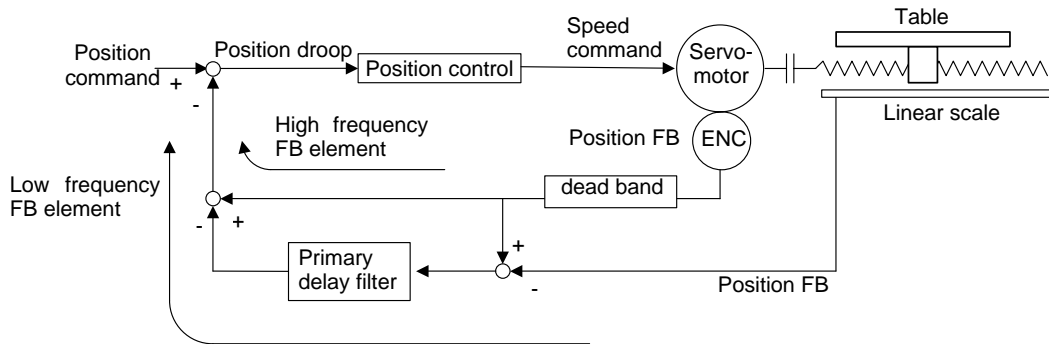 Table
Position
command
Position droop
Position control
Speed
command
Servo-
motor
+
-
Linear scale
High frequency
FB element
Position FB
ENC
Low frequency
FB element
dead band
-
+
+
Primary
delay filter
-
Position FB